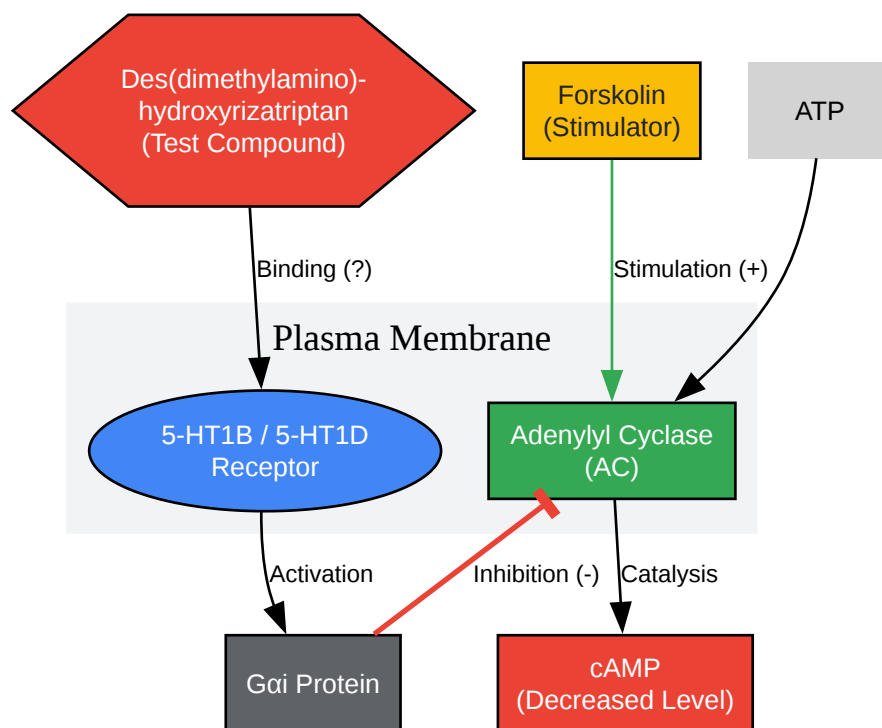 Des(dimethylamino)-
hydroxyrizatriptan
(Test Compound)
Forskolin
(Stimulator)
ATP
Binding (?)
Stimulation (+)
Plasma Membrane
5-HT1B / 5-HT1D
Receptor
Adenylyl Cyclase
(AC)
Activation
Inhibition (-)
Catalysis
Gαi Protein
cAMP
(Decreased Level)